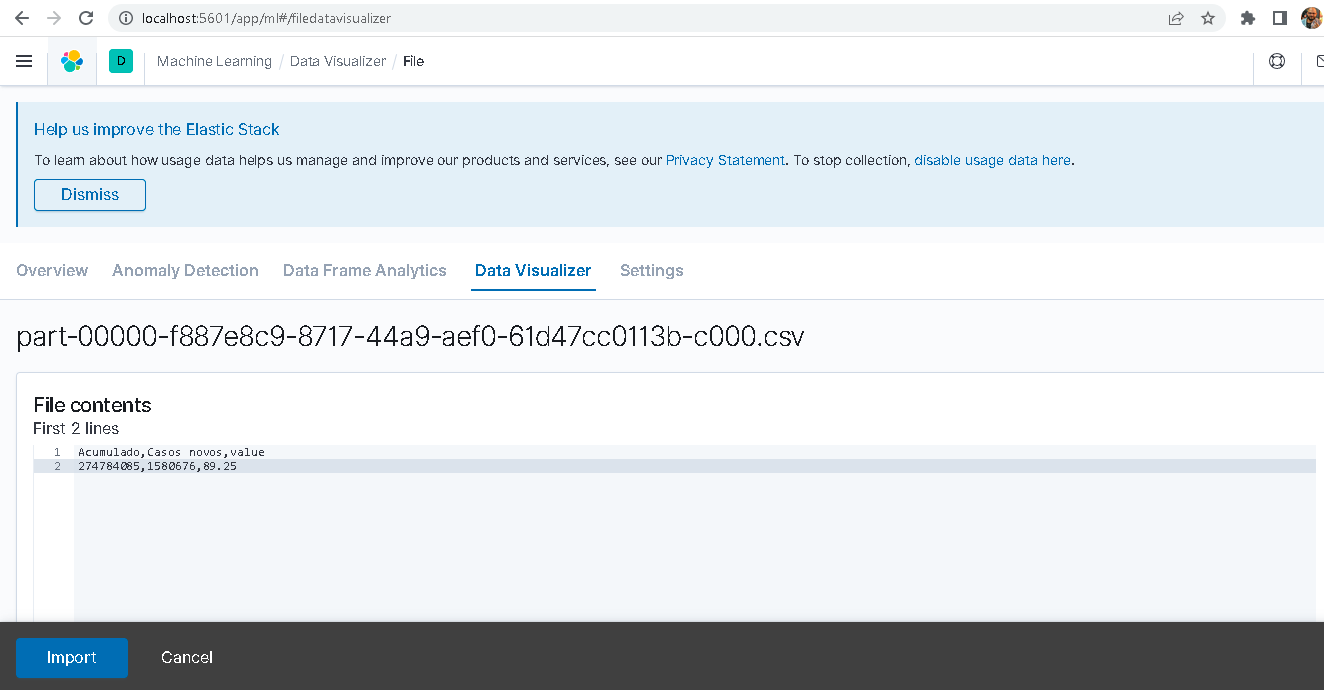 localhost:5601/app/ml#/filedatavisualizer
D Machine Learning / Data Visualizer / File
Help us improve the Elastic Stack
To learn about how usage data helps us manage and improve our products and services, see our Privacy Statement. To stop collection, disable usage data here.
Dismiss
Overview Anomaly Detection Data Frame Analytics Data Visualizer Settings
part-00000-f887e8c9-8717-44a9-aef0-61d47cc0113b-c000.csv
File contents
First 2 lines
1 Acumulado,Casos novos,value
2 274784085,1580676,89.25
Import Cancel